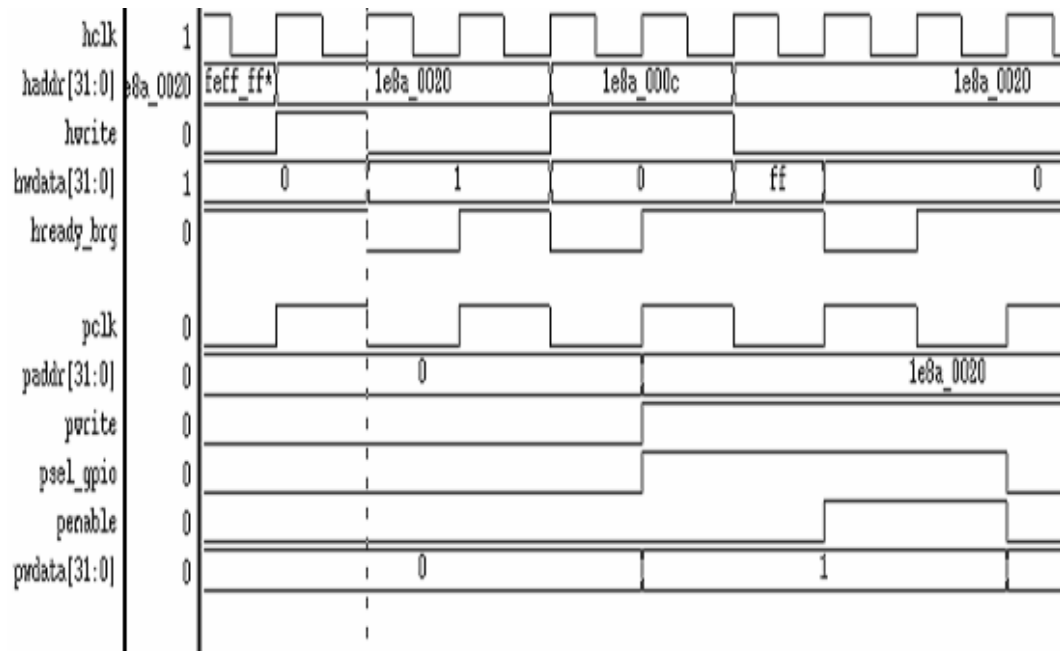 hclk 1
haddr[31:0] e8a_0020 feff_ff* 1e8a_0020 1e8a_000c 1e8a_0020
hwrite 0
hwdata[31:0] 1 0 1 0 ff 0
hready_brg 0
pclk 0
paddr[31:0] 0 0 1e8a_0020
pwrite 0
psel_gpio 0
penable 0
pwdata[31:0] 0 0 1